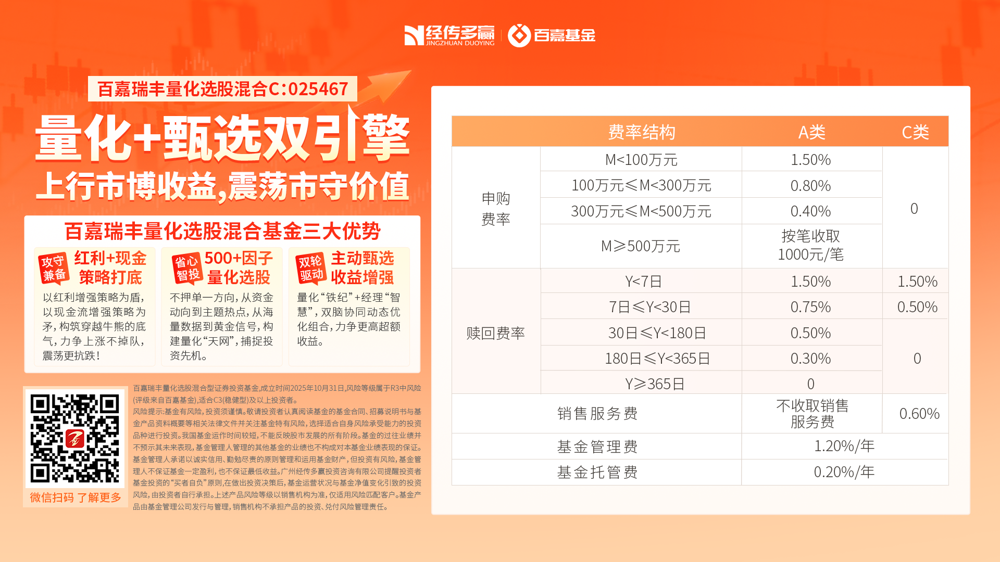 经传多赢
JINGZHUAN DUOYING
百嘉基金
百嘉瑞丰量化选股混合C：025467
量化+甄选双引擎
上行市博收益,震荡市守价值
百嘉瑞丰量化选股混合基金三大优势
攻守
兼备
红利+现金
策略打底
以红利增强策略为盾，
以现金流增强策略为
矛，构筑穿越牛熊的底
气，力争上涨不掉队，
震荡更抗跌！
省心
智投
500+因子
量化选股
不押单一方向，从资金
动向到主题热点，从海
量数据到黄金信号，构
建量化“天网”，捕捉投
资先机。
双轮
驱动
主动甄选
收益增强
量化“铁纪”+经理“智
慧”，双脑协同动态优
化组合，力争更高超额
收益。
微信扫码 了解更多
百嘉瑞丰量化选股混合型证券投资基金,成立时间2025年10月31日,风险等级属于R3中风险
(评级来自百嘉基金),适合C3(稳健型)及以上投资者。
风险提示:基金有风险，投资须谨慎。敬请投资者认真阅读基金的基金合同、招募说明书与基
金产品资料概要等相关法律文件并关注基金特有风险，选择适合自身风险承受能力的投资
品种进行投资。我国基金运作时间较短，不能反映股市发展的所有阶段。基金的过往业绩并
不预示其未来表现，基金管理人管理的其他基金的业绩也不构成对本基金业绩表现的保证。
基金管理人承诺以诚实信用、勤勉尽责的原则管理和运用基金财产，但投资有风险，基金管
理人不保证基金一定盈利，也不保证最低收益。广州经传多赢投资咨询有限公司提醒投资者
基金投资的“买者自负”原则,在做出投资决策后，基金运营状况与基金净值变化引致的投资
风险，由投资者自行承担。上述产品风险等级以销售机构为准，仅适用风险匹配客户。基金产
品由基金管理公司发行与管理，销售机构不承担产品的投资、兑付风险管理责任。
费率结构 A类 C类
申购
费率
M<100万元 1.50%
100万元≤M<300万元 0.80%
300万元≤M<500万元 0.40%
0
M≥500万元
按笔收取
1000元/笔
赎回费率
Y<7日 1.50% 1.50%
7日≤Y<30日 0.75% 0.50%
30日≤Y<180日 0.50%
180日≤Y<365日 0.30%
0
Y≥365日 0
销售服务费
不收取销售
服务费
0.60%
基金管理费 1.20%/年
基金托管费 0.20%/年